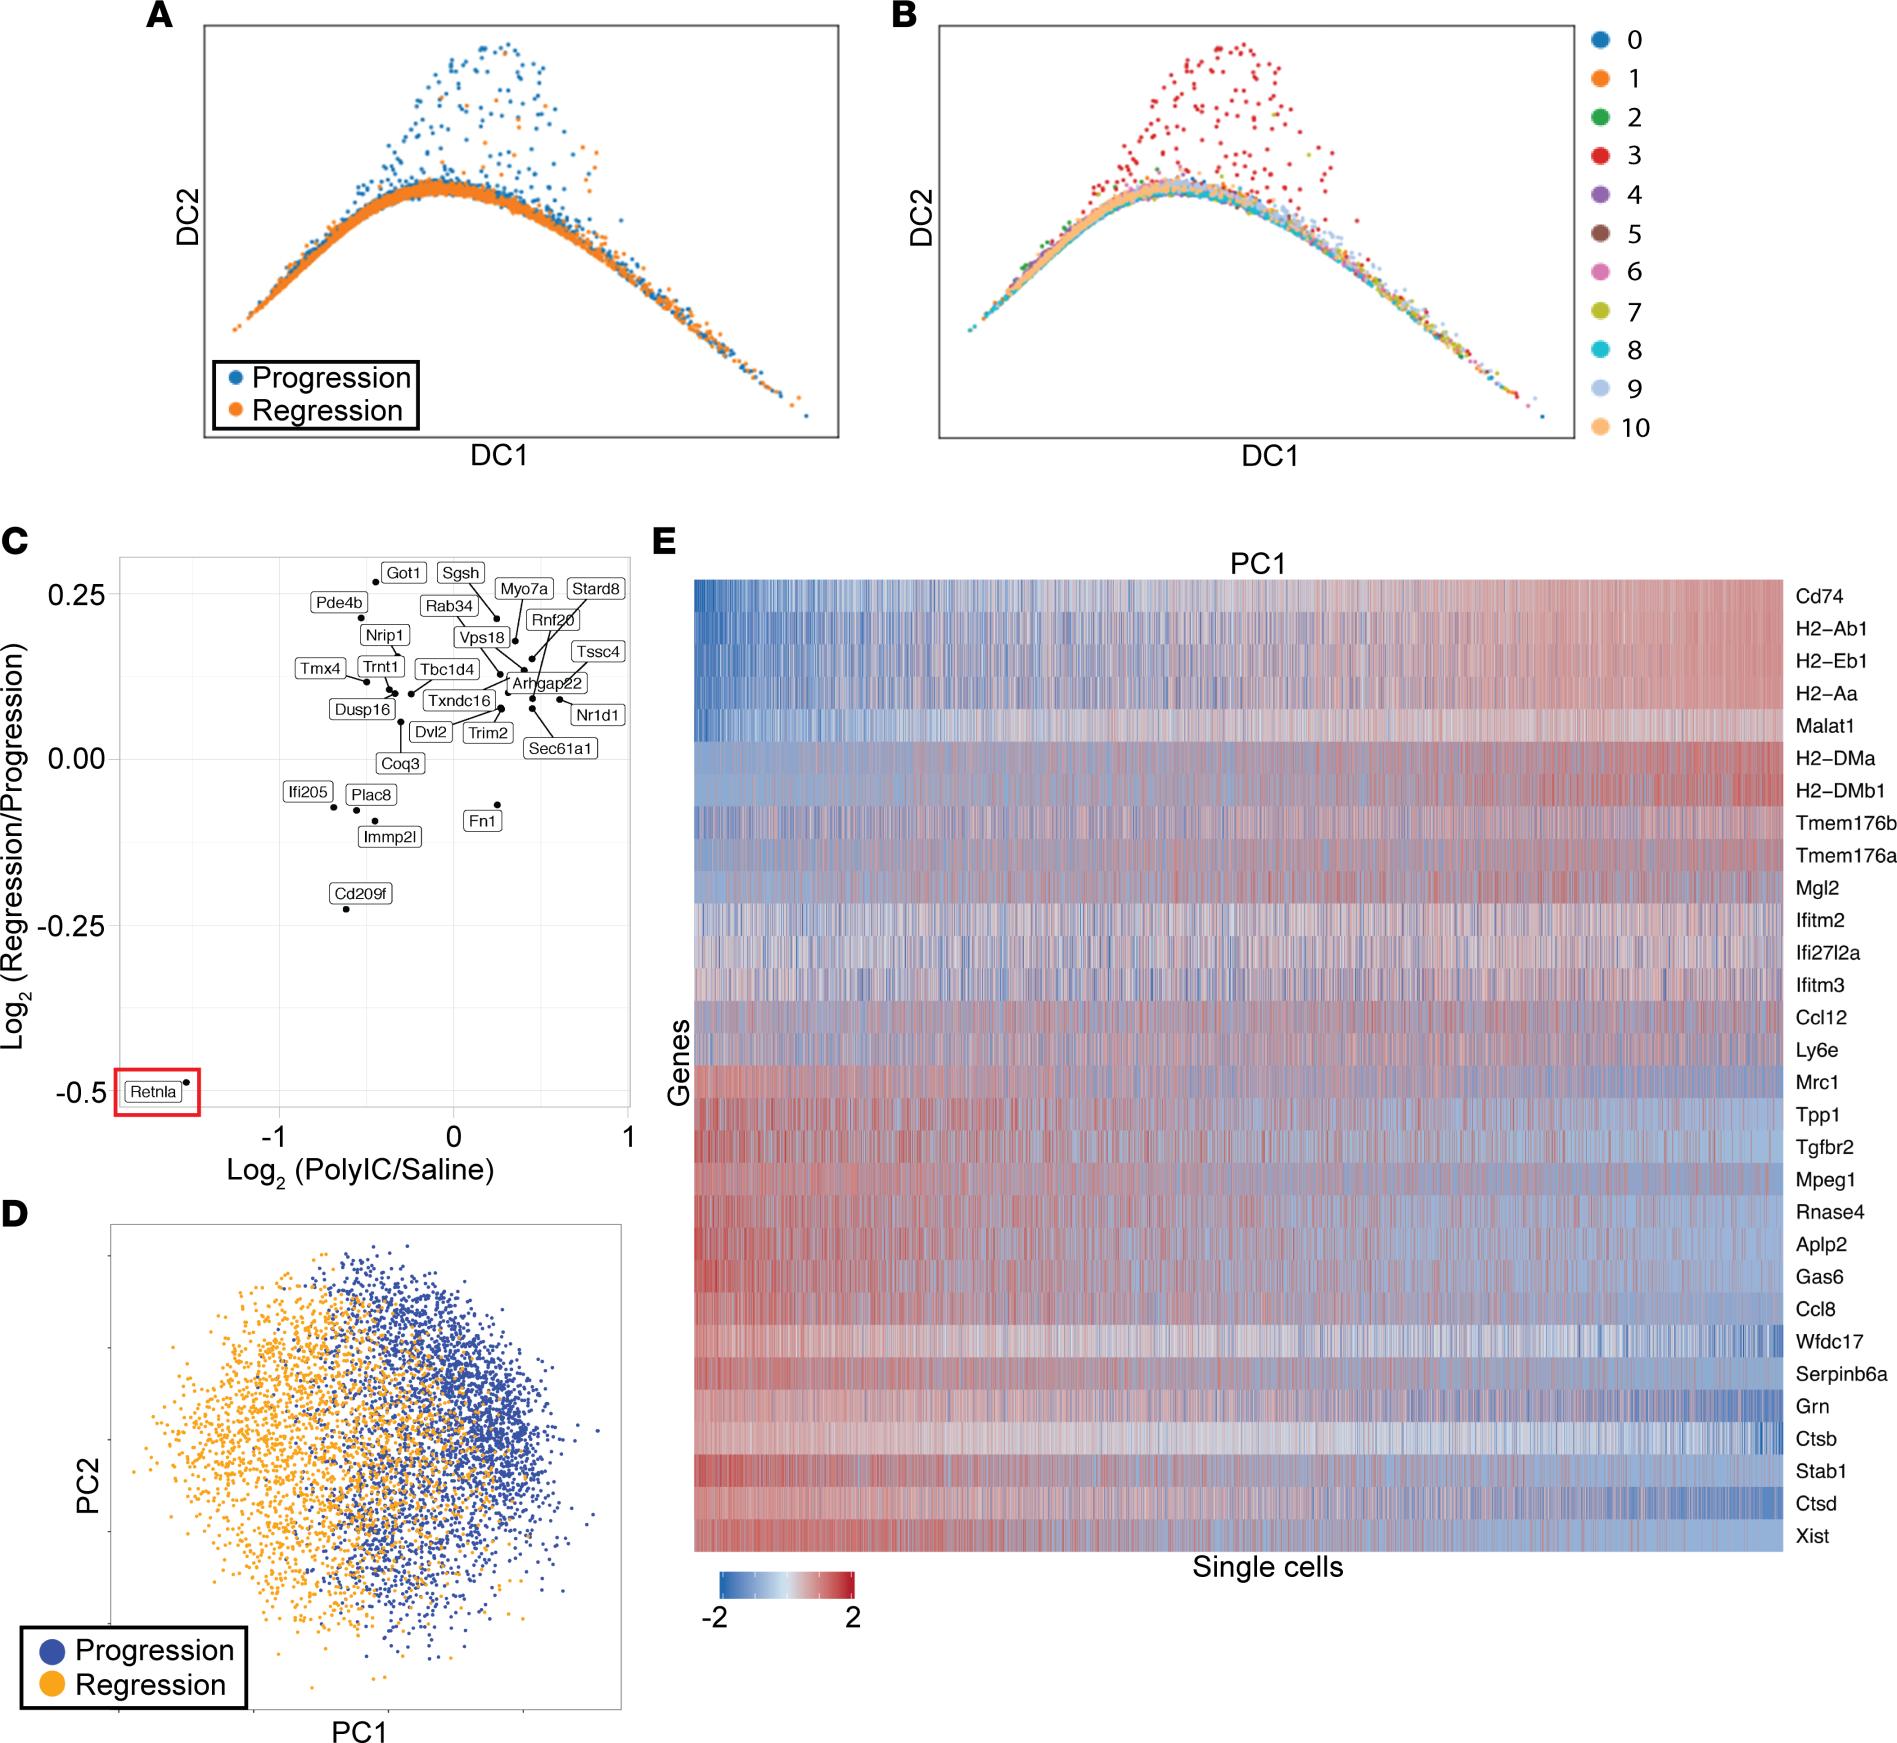 A
DC2
DC1
Progression
Regression
B
DC2
DC1
0
1
2
3
4
5
6
7
8
9
10
C
Log2 (Regression/Progression)
0.25
0.00
-0.25
-0.5
Got1
Sgsh
Myo7a
Stard8
Pde4b
Rab34
Rnf20
Nrip1
Vps18
Tssc4
Tmx4
Trnt1
Tbc1d4
Arhgap22
Dusp16
Txndc16
Nr1d1
Dvl2
Trim2
Sec61a1
Coq3
Ifi205
Plac8
Fn1
Immp2l
Cd209f
Retnla
-1
0
1
Log2 (PolyIC/Saline)
D
PC2
PC1
Progression
Regression
E
PC1
Genes
Cd74
H2−Ab1
H2−Eb1
H2−Aa
Malat1
H2−DMa
H2−DMb1
Tmem176b
Tmem176a
Mgl2
Ifitm2
Ifi27l2a
Ifitm3
Ccl12
Ly6e
Mrc1
Tpp1
Tgfbr2
Mpeg1
Rnase4
Aplp2
Gas6
Ccl8
Wfdc17
Serpinb6a
Grn
Ctsb
Stab1
Ctsd
Xist
Single cells
-2
2